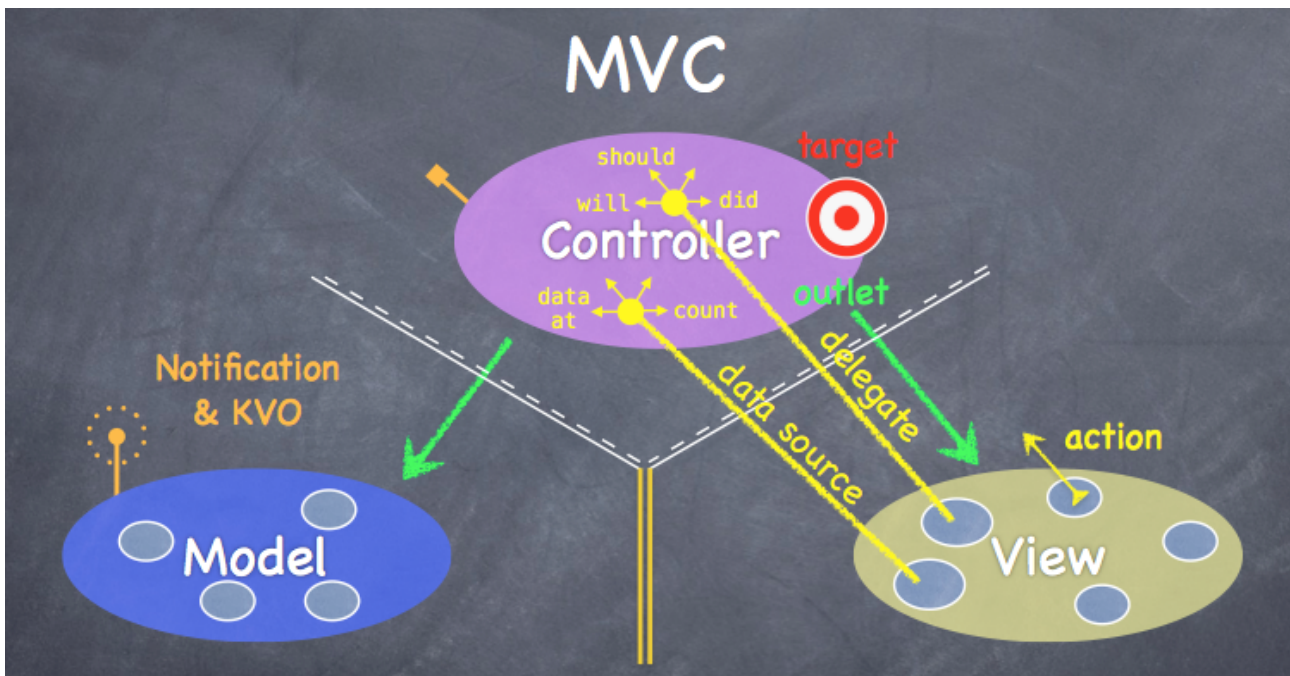 MVC
target
should
will
did
Controller
data
at
count
outlet
delegate
data source
Notification
& KVO
action
Model
View